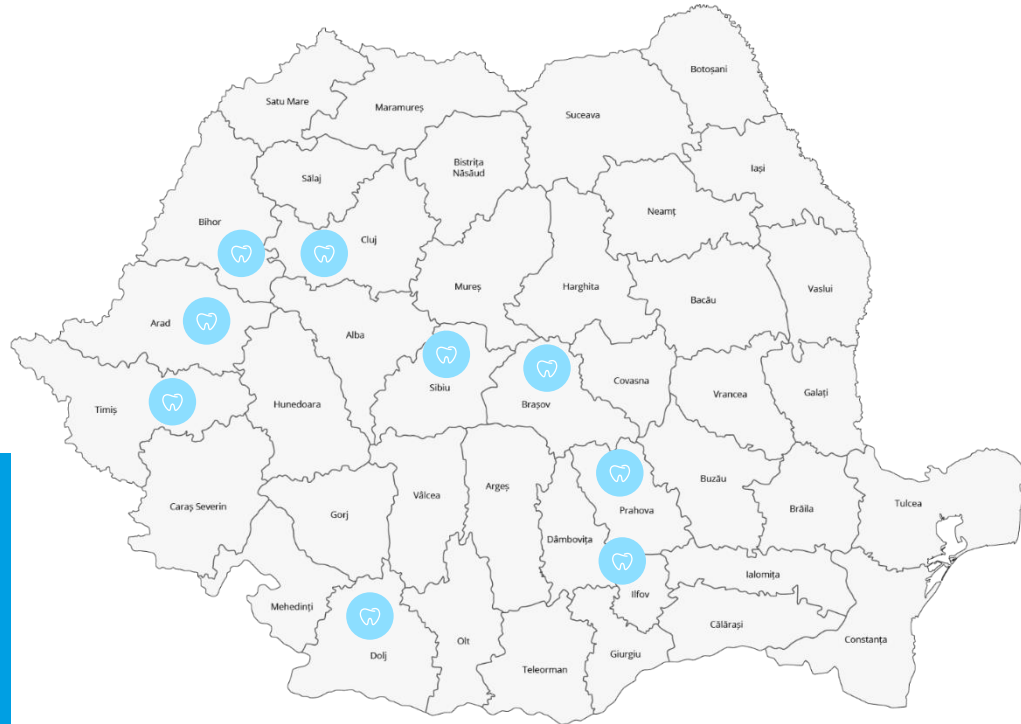 Botoșani
Satu Mare
Maramureș
Suceava
Bistrița
Năsăud
Iași
Sălaj
Neamț
Bihor
Cluj
Mureș
Harghita
Bacău
Vaslui
Arad
Alba
Sibiu
Brașov
Covasna
Vrancea
Galați
Timiș
Hunedoara
Caraș Severin
Gorj
Vâlcea
Argeș
Dâmbovița
Prahova
Buzău
Brăila
Tulcea
Ialomița
Ilfov
Mehedinți
Dolj
Olt
Teleorman
Giurgiu
Călărași
Constanța